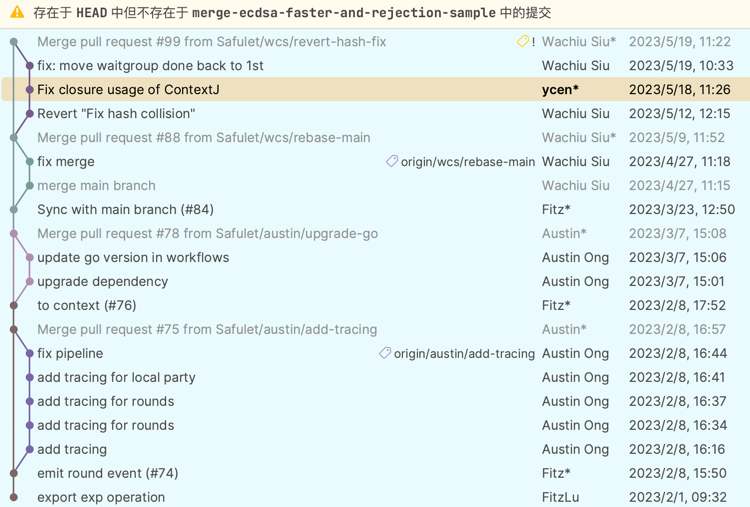 存在于 HEAD 中但不存在于 merge-ecdsa-faster-and-rejection-sample 中的提交
Merge pull request #99 from Safulet/wcs/revert-hash-fix ! Wachiu Siu* 2023/5/19, 11:22
fix: move waitgroup done back to 1st Wachiu Siu 2023/5/19, 10:33
Fix closure usage of ContextJ ycen* 2023/5/18, 11:26
Revert "Fix hash collision" Wachiu Siu 2023/5/12, 12:15
Merge pull request #88 from Safulet/wcs/rebase-main Wachiu Siu* 2023/5/9, 11:52
fix merge origin/wcs/rebase-main Wachiu Siu 2023/4/27, 11:18
merge main branch Wachiu Siu 2023/4/27, 11:15
Sync with main branch (#84) Fitz* 2023/3/23, 12:50
Merge pull request #78 from Safulet/austin/upgrade-go Austin* 2023/3/7, 15:08
update go version in workflows Austin Ong 2023/3/7, 15:06
upgrade dependency Austin Ong 2023/3/7, 15:01
to context (#76) Fitz* 2023/2/8, 17:52
Merge pull request #75 from Safulet/austin/add-tracing Austin* 2023/2/8, 16:57
fix pipeline origin/austin/add-tracing Austin Ong 2023/2/8, 16:44
add tracing for local party Austin Ong 2023/2/8, 16:41
add tracing for rounds Austin Ong 2023/2/8, 16:37
add tracing for rounds Austin Ong 2023/2/8, 16:34
add tracing Austin Ong 2023/2/8, 16:16
emit round event (#74) Fitz* 2023/2/8, 15:50
export exp operation FitzLu 2023/2/1, 09:32